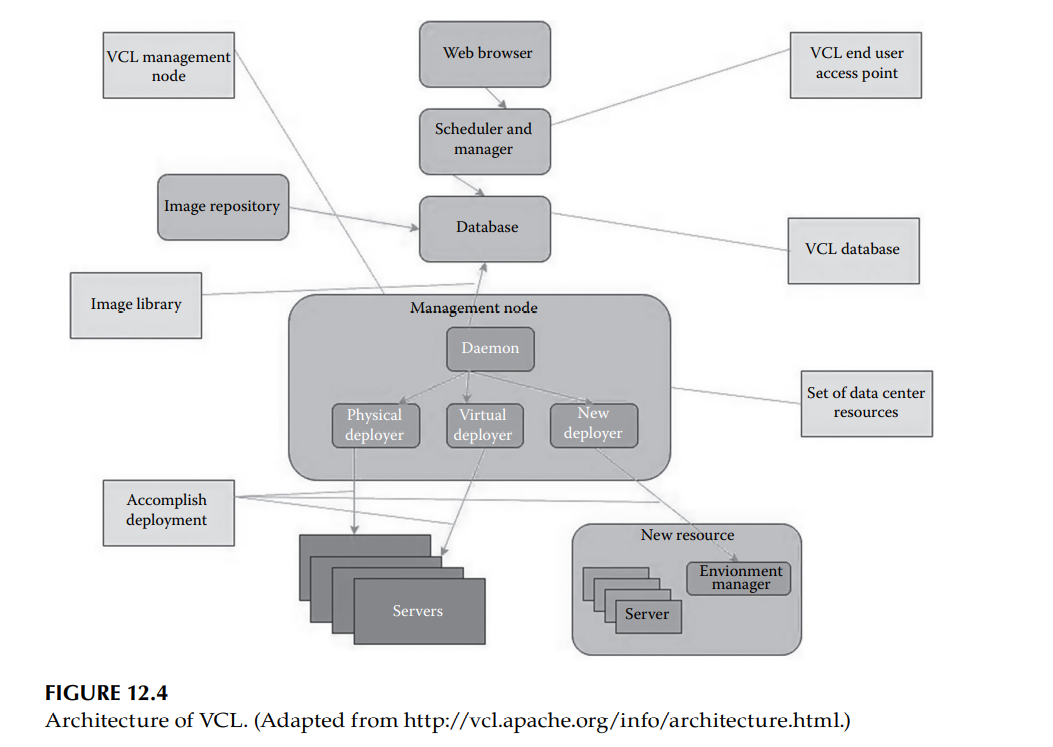 VCL management
node
Web browser
VCL end user
access point
Scheduler and
manager
Image repository
Database
VCL database
Image library
Management node
Daemon
Set of data center
resources
Physical
deployer
Virtual
deployer
New
deployer
Accomplish
deployment
New resource
Envionment
manager
Servers
Server
FIGURE 12.4
Architecture of VCL. (Adapted from http://vcl.apache.org/info/architecture.html.)